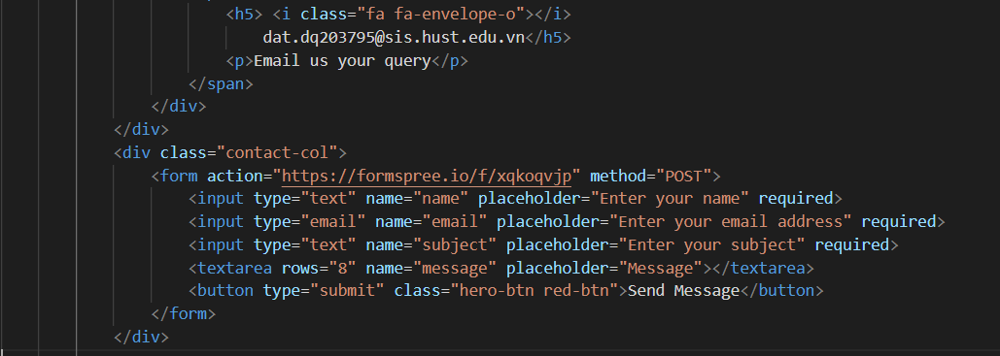 <h5> <i class="fa fa-envelope-o"></i>
dat.dq203795@sis.hust.edu.vn</h5>
<p>Email us your query</p>
</span>
</div>
</div>
<div class="contact-col">
<form action="https://formspree.io/f/xqkoqvjp" method="POST">
<input type="text" name="name" placeholder="Enter your name" required>
<input type="email" name="email" placeholder="Enter your email address" required>
<input type="text" name="subject" placeholder="Enter your subject" required>
<textarea rows="8" name="message" placeholder="Message"></textarea>
<button type="submit" class="hero-btn red-btn">Send Message</button>
</form>
</div>